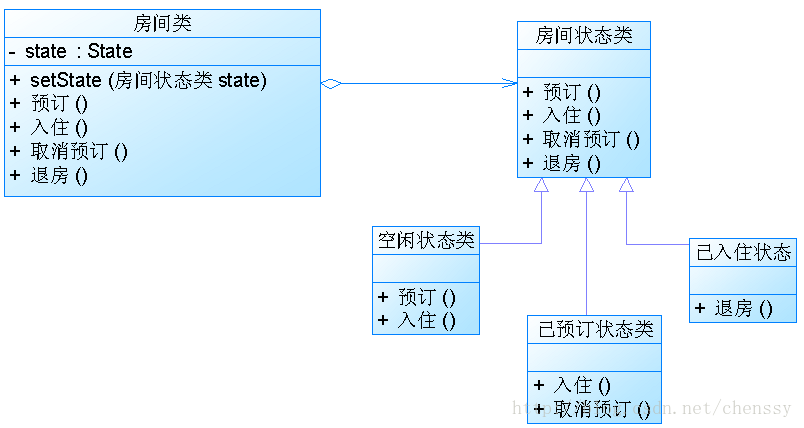 房间类
- state : State
+ setState (房间状态类 state)
+ 预订 ()
+ 入住 ()
+ 取消预订 ()
+ 退房 ()
房间状态类
+ 预订 ()
+ 入住 ()
+ 取消预订 ()
+ 退房 ()
空闲状态类
+ 预订 ()
+ 入住 ()
已预订状态类
+ 入住 ()
+ 取消预订 ()
已入住状态
+ 退房 ()